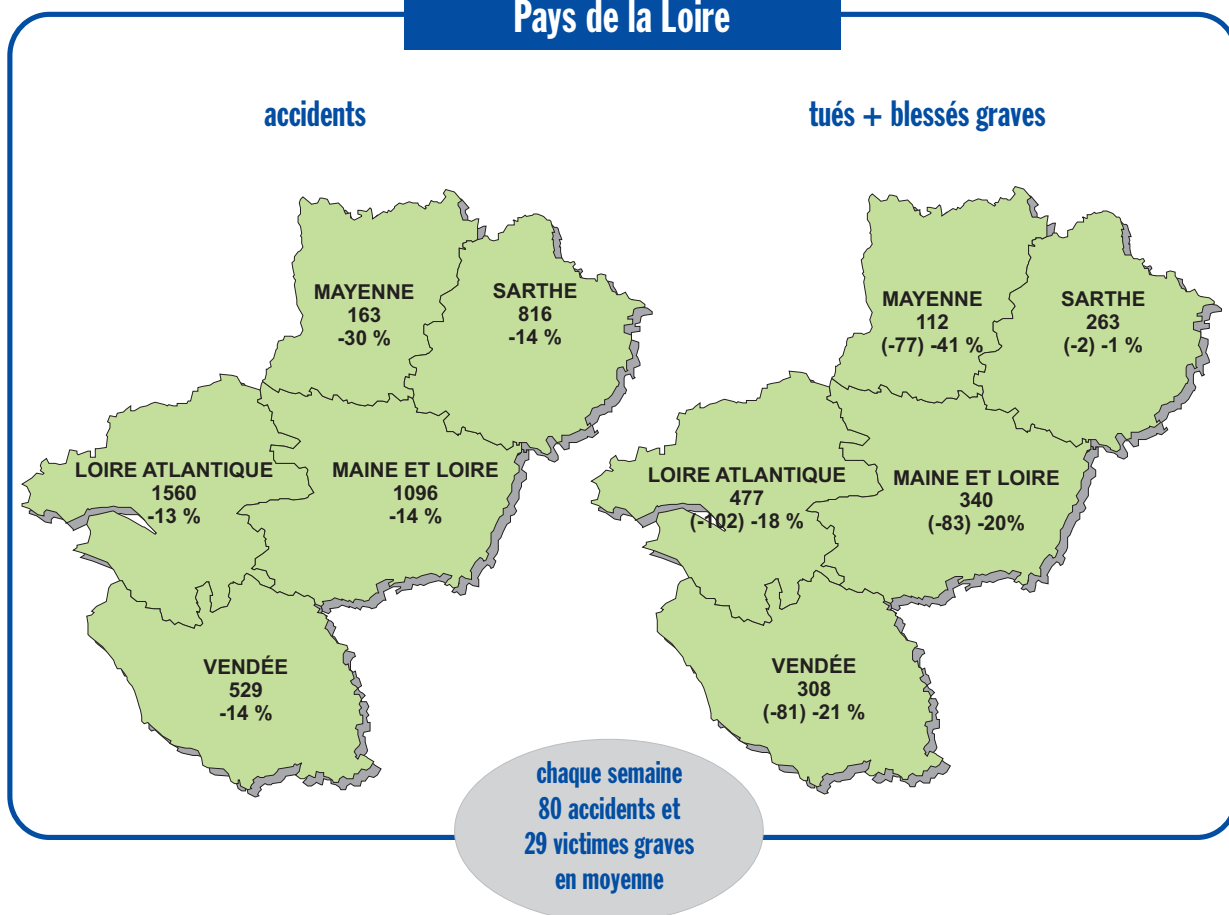 Pays de la Loire
accidents
MAYENNE
163
-30 %
SARTHE
816
-14 %
LOIRE ATLANTIQUE
1560
-13 %
MAINE ET LOIRE
1096
-14 %
VENDÉE
529
-14 %
tués + blessés graves
MAYENNE
112
(-77) -41 %
SARTHE
263
(-2) -1 %
LOIRE ATLANTIQUE
477
(-102) -18 %
MAINE ET LOIRE
340
(-83) -20%
VENDÉE
308
(-81) -21 %
chaque semaine
80 accidents et
29 victimes graves
en moyenne